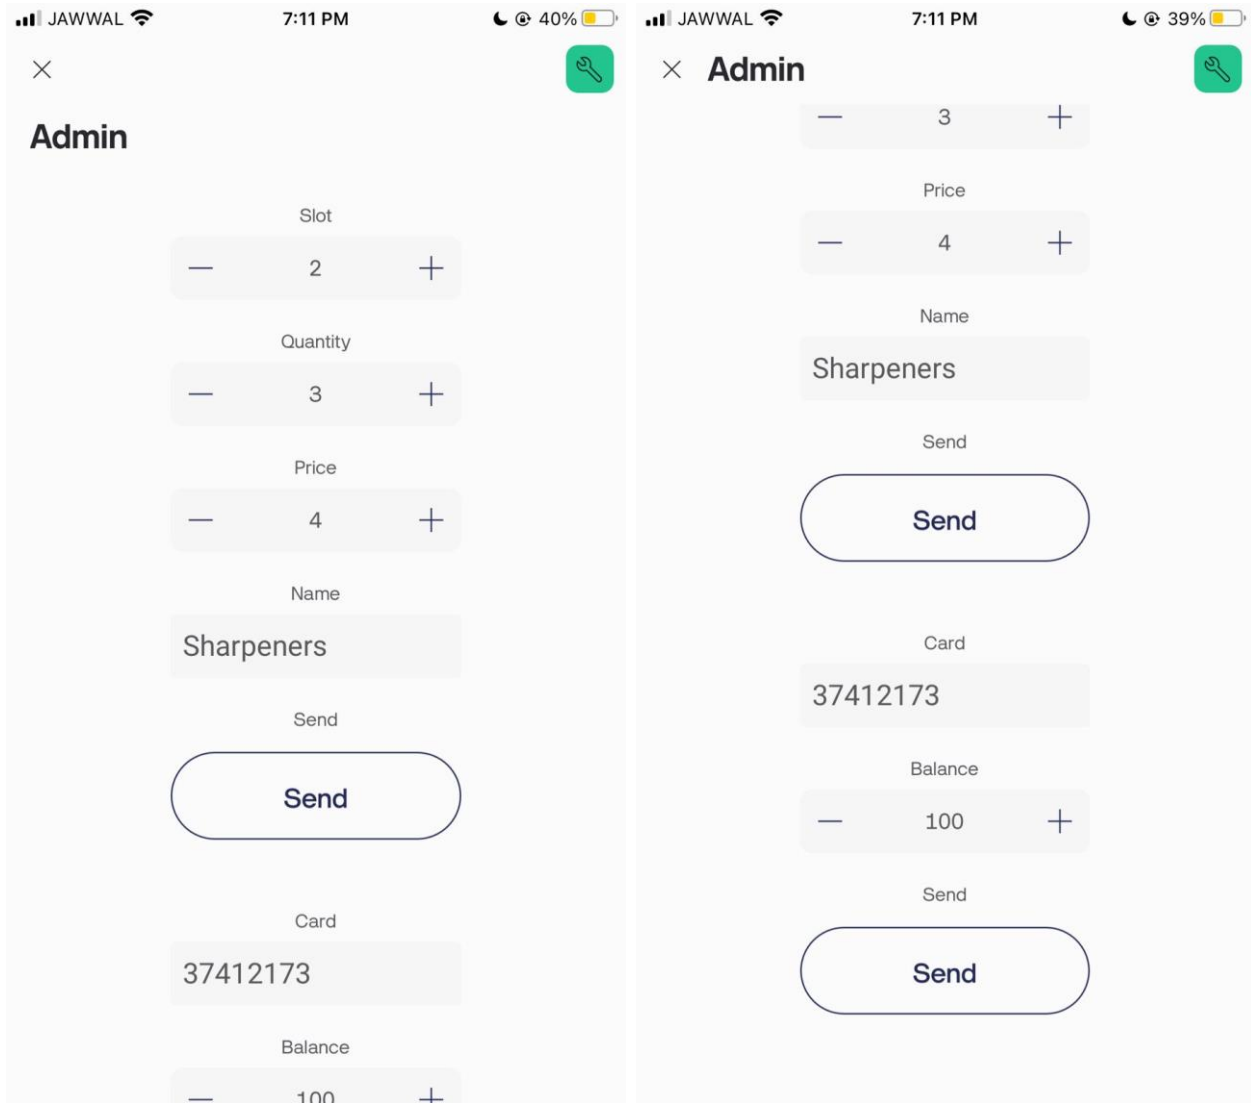 JAWWAL 7:11 PM 40%
Admin
Slot
2
Quantity
3
Price
4
Name
Sharpeners
Send
Send
Card
37412173
Balance
100
JAWWAL 7:11 PM 39%
Admin
3
Price
4
Name
Sharpeners
Send
Send
Card
37412173
Balance
100
Send
Send